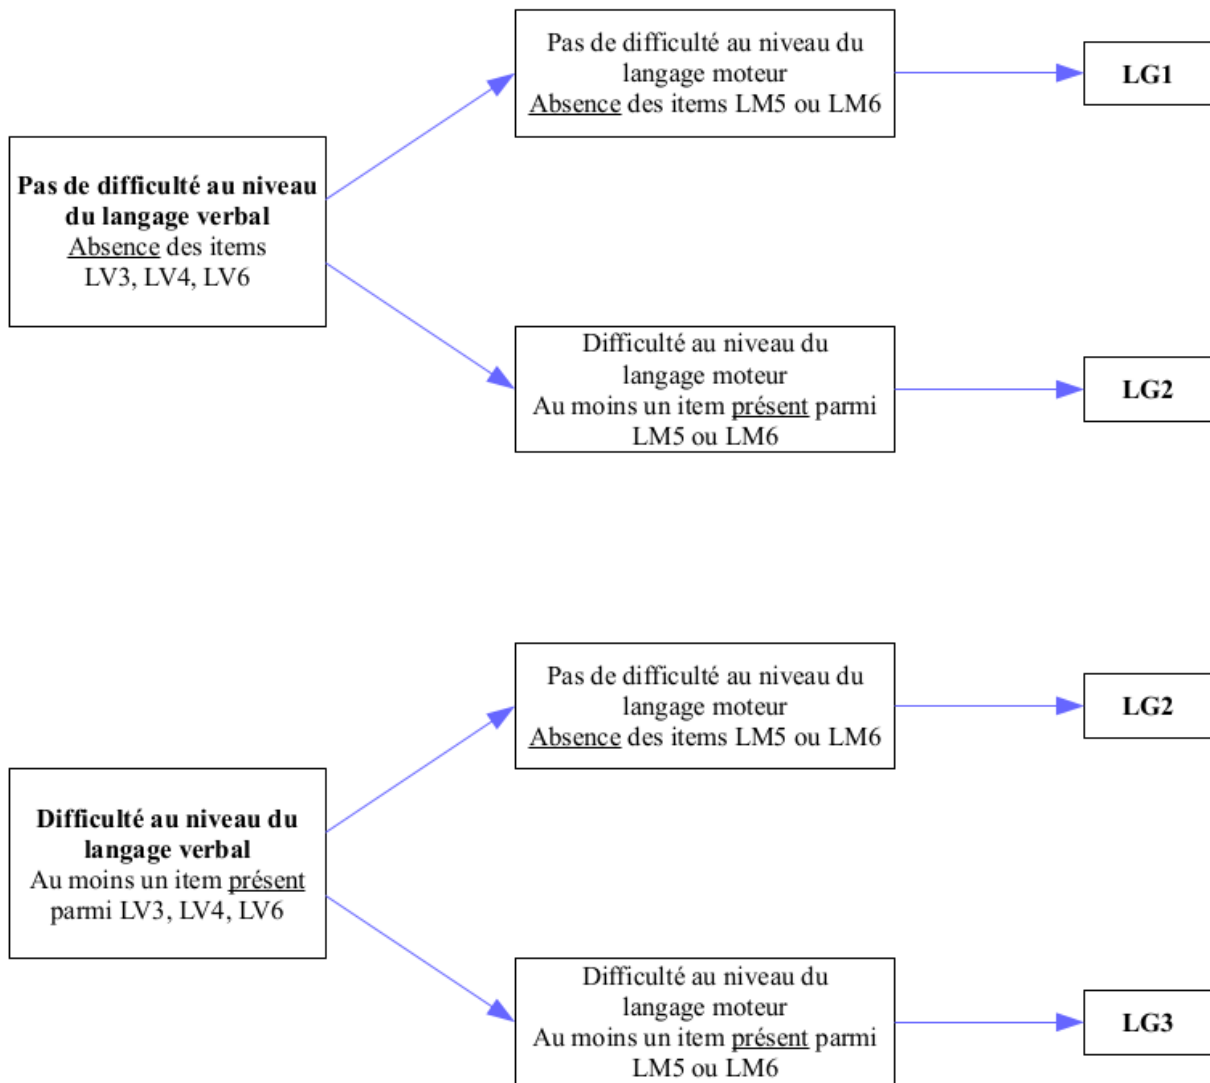 Pas de difficulté au niveau du
langage moteur
Absence des items LM5 ou LM6
LG1
Pas de difficulté au niveau
du langage verbal
Absence des items
LV3, LV4, LV6
Difficulté au niveau du
langage moteur
Au moins un item présent parmi
LM5 ou LM6
LG2
Pas de difficulté au niveau du
langage moteur
Absence des items LM5 ou LM6
LG2
Difficulté au niveau du
langage verbal
Au moins un item présent
parmi LV3, LV4, LV6
Difficulté au niveau du
langage moteur
Au moins un item présent parmi
LM5 ou LM6
LG3